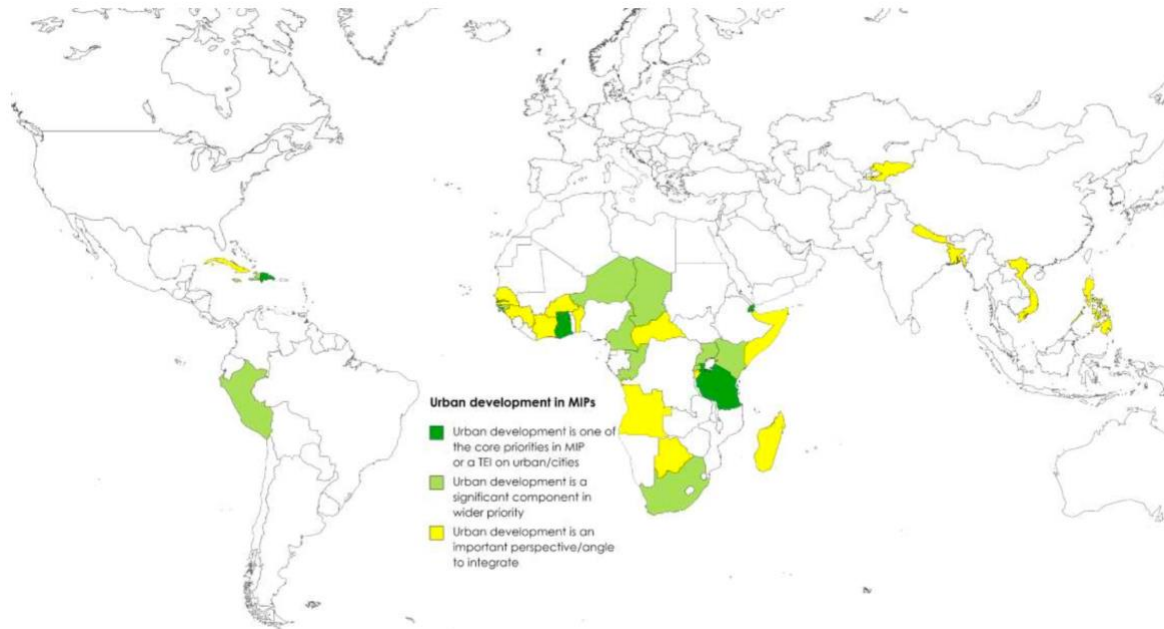 Urban development in MIPs
Urban development is one of
the core priorities in MIP
or a TEI on urban/cities
Urban development is a
significant component in
wider priority
Urban development is an
important perspective/angle
to integrate